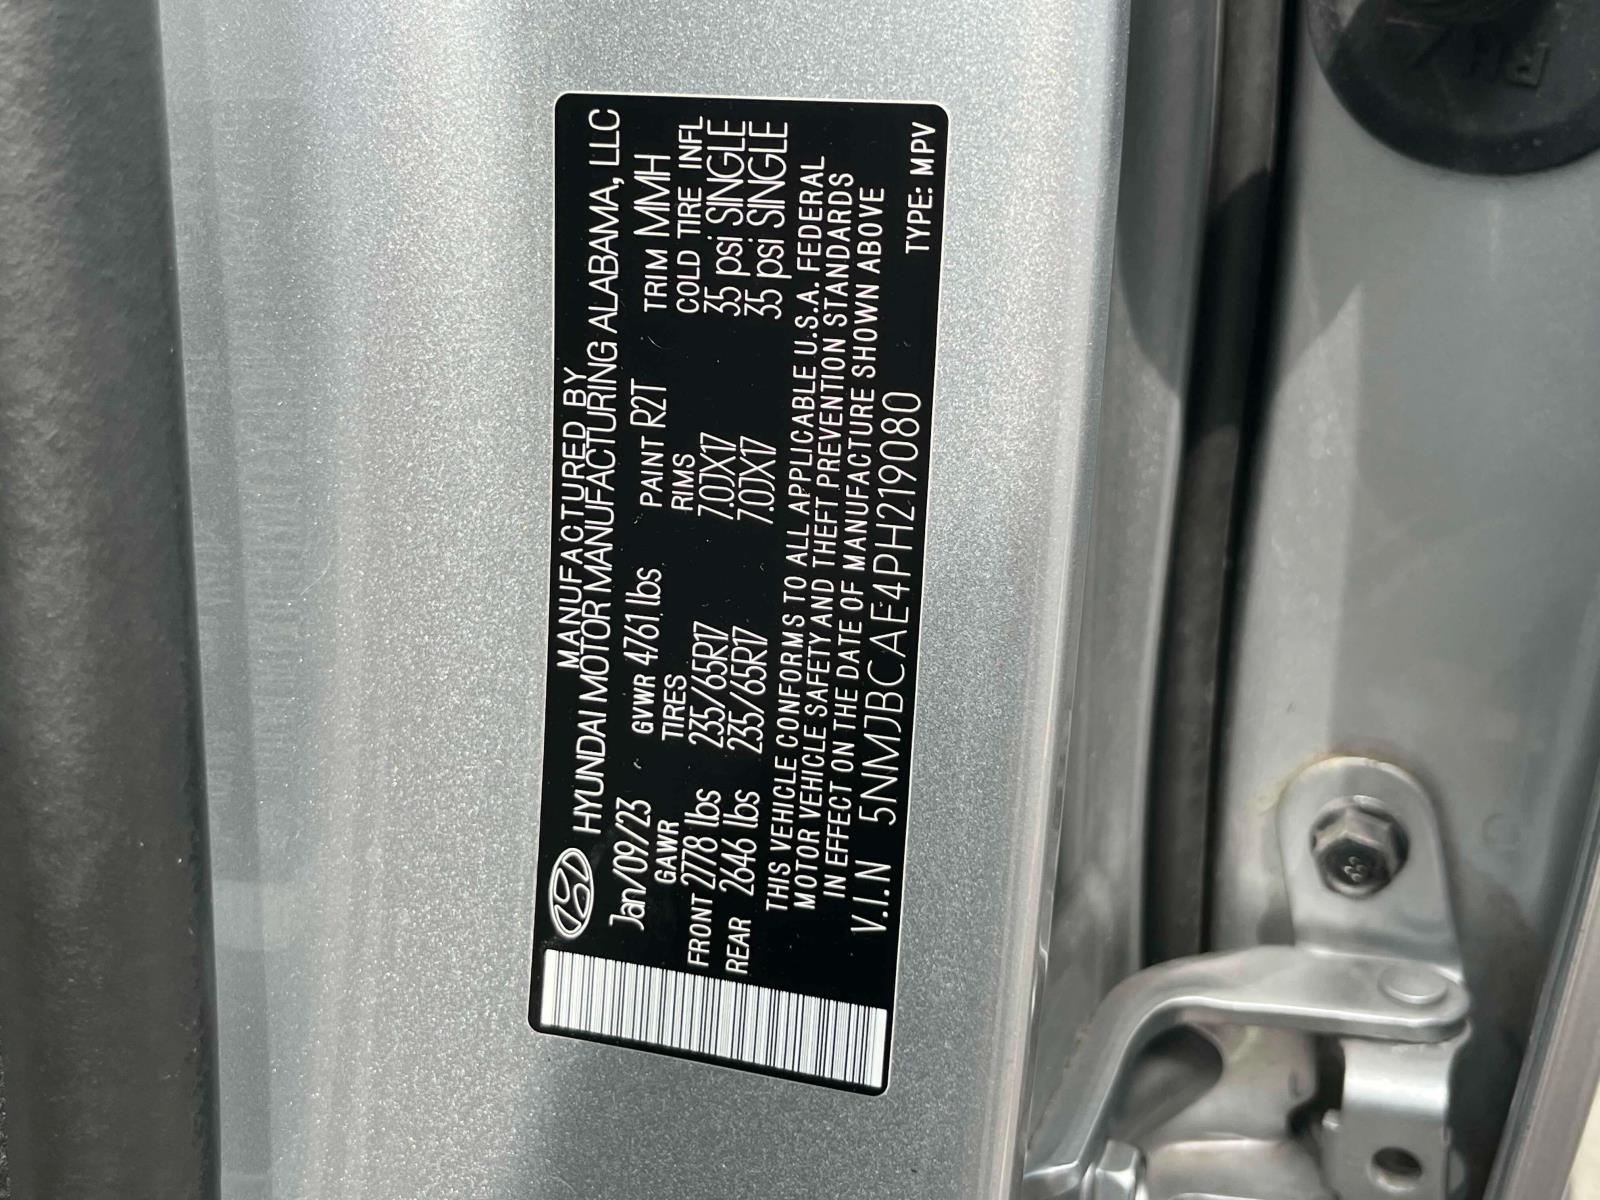 MANUFACTURED BY
HYUNDAI MOTOR MANUFACTURING ALABAMA, LLC
Jan/09/23 GVWR 4761 lbs PAINT R2T TRIM MMH
GAWR TIRES RIMS COLD TIRE INFL
FRONT 2778 lbs 235/65R17 7.0JX17 35 psi SINGLE
REAR 2646 lbs 235/65R17 7.0JX17 35 psi SINGLE
THIS VEHICLE CONFORMS TO ALL APPLICABLE U.S.A. FEDERAL
MOTOR VEHICLE SAFETY AND THEFT PREVENTION STANDARDS
IN EFFECT ON THE DATE OF MANUFACTURE SHOWN ABOVE
V.I.N 5NMJBCAE4PH219080 TYPE: MPV
8